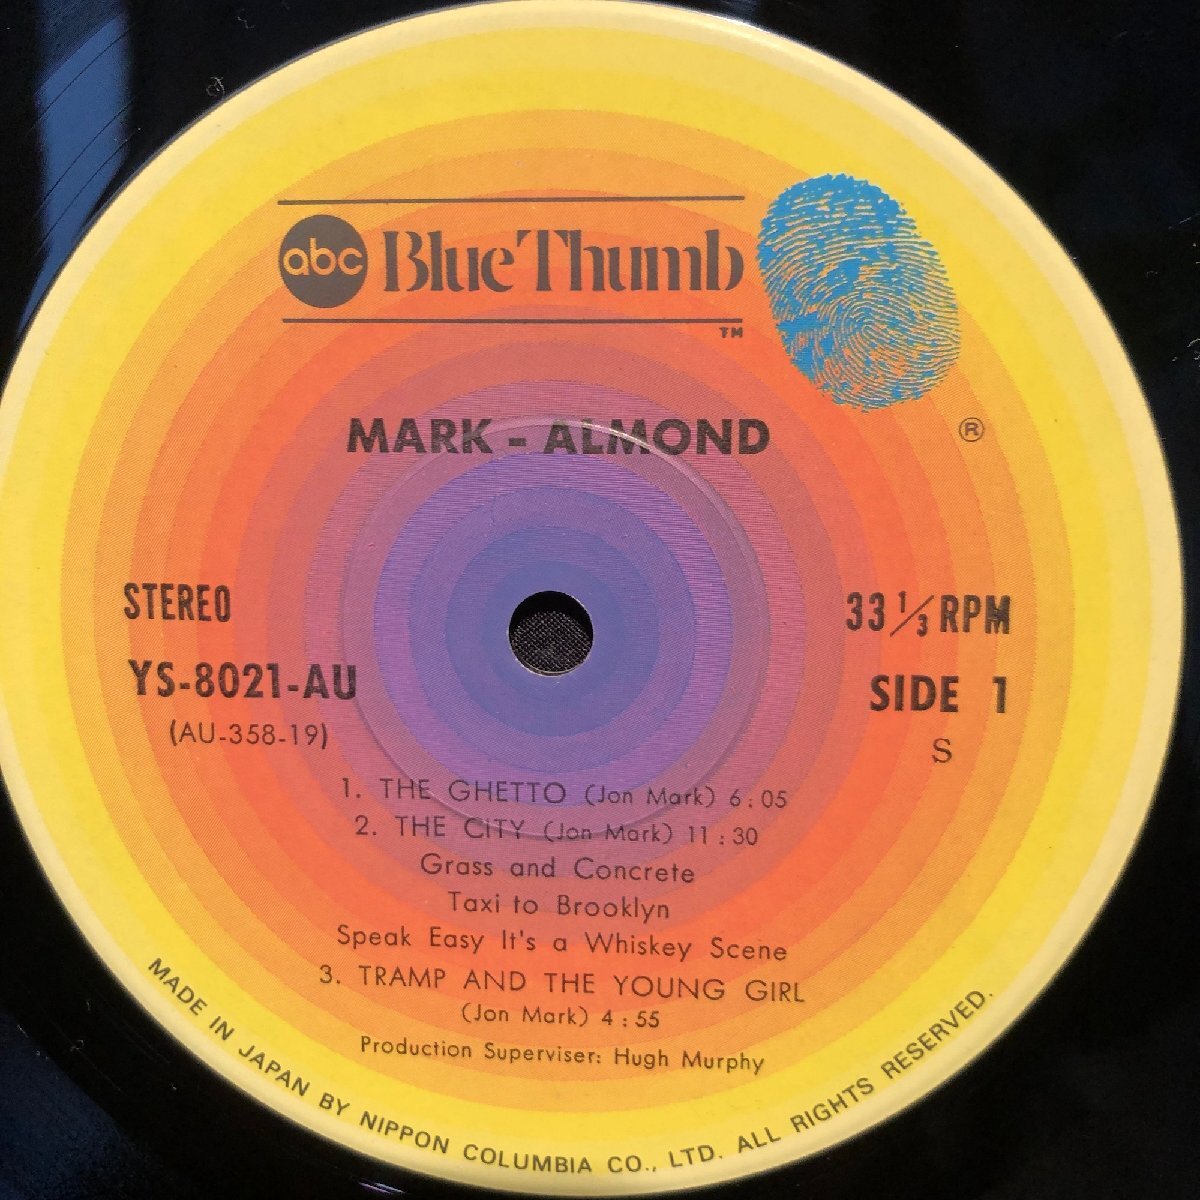 abc Blue Thumb
TM
®
MARK - ALMOND
STEREO
33 1/3 RPM
YS-8021-AU
SIDE 1
(AU-358-19)
S
1. THE GHETTO (Jon Mark) 6 : 05
2. THE CITY (Jon Mark) 11 : 30
Grass and Concrete
Taxi to Brooklyn
Speak Easy It's a Whiskey Scene
3. TRAMP AND THE YOUNG GIRL
(Jon Mark) 4 : 55
Production Superviser: Hugh Murphy
MADE IN JAPAN BY NIPPON COLUMBIA CO., LTD. ALL RIGHTS RESERVED.